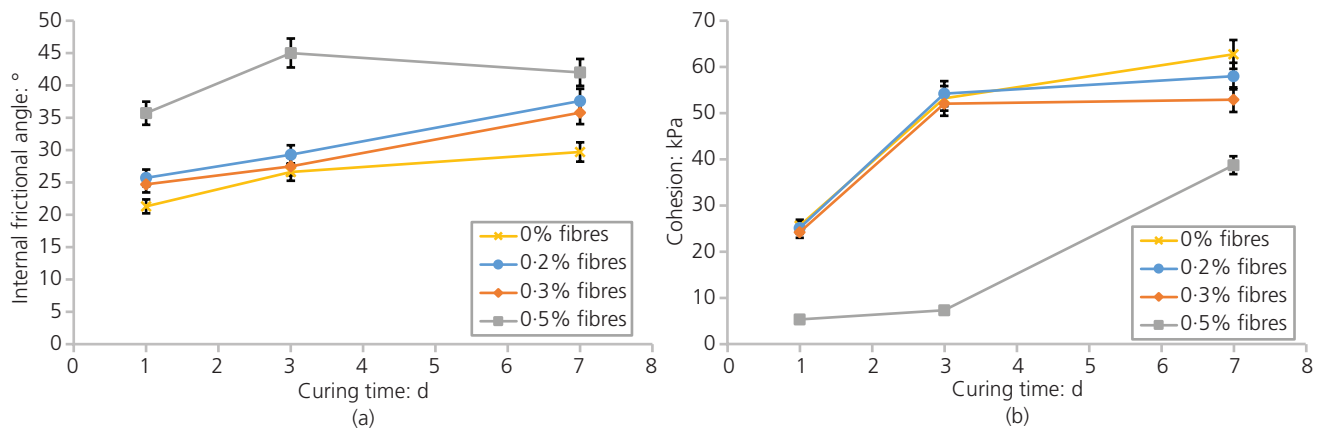 50
45
40
35
30
25
20
15
10
5
0
Internal frictional angle: °
0% fibres
0·2% fibres
0·3% fibres
0·5% fibres
0 1 2 3 4 5 6 7 8
Curing time: d
(a)
70
60
50
40
30
20
10
0
Cohesion: kPa
0% fibres
0·2% fibres
0·3% fibres
0·5% fibres
0 1 2 3 4 5 6 7 8
Curing time: d
(b)